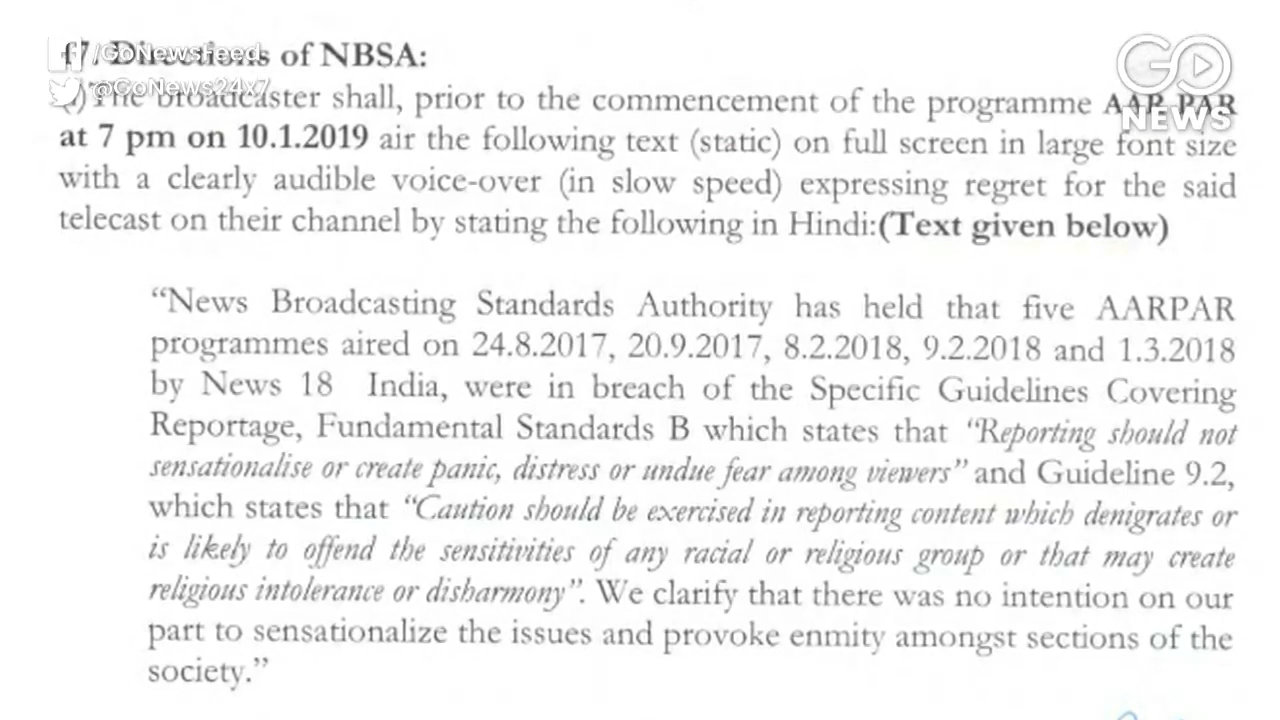 /GoNewsFeed
@GoNews24x7
GO
NEWS
f7. Directions of NBSA:
(i)The broadcaster shall, prior to the commencement of the programme AAR PAR
at 7 pm on 10.1.2019 air the following text (static) on full screen in large font size
with a clearly audible voice-over (in slow speed) expressing regret for the said
telecast on their channel by stating the following in Hindi:(Text given below)
“News Broadcasting Standards Authority has held that five AARPAR
programmes aired on 24.8.2017, 20.9.2017, 8.2.2018, 9.2.2018 and 1.3.2018
by News 18 India, were in breach of the Specific Guidelines Covering
Reportage, Fundamental Standards B which states that “Reporting should not
sensationalise or create panic, distress or undue fear among viewers” and Guideline 9.2,
which states that “Caution should be exercised in reporting content which denigrates or
is likely to offend the sensitivities of any racial or religious group or that may create
religious intolerance or disharmony”. We clarify that there was no intention on our
part to sensationalize the issues and provoke enmity amongst sections of the
society.”